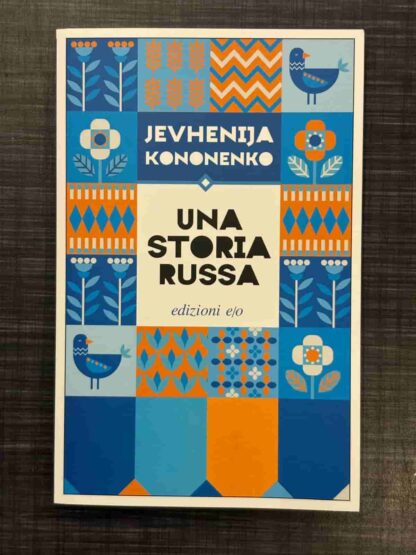 JEVHENIJA
KONONENKO
UNA
STORIA
RUSSA
edizioni e/o